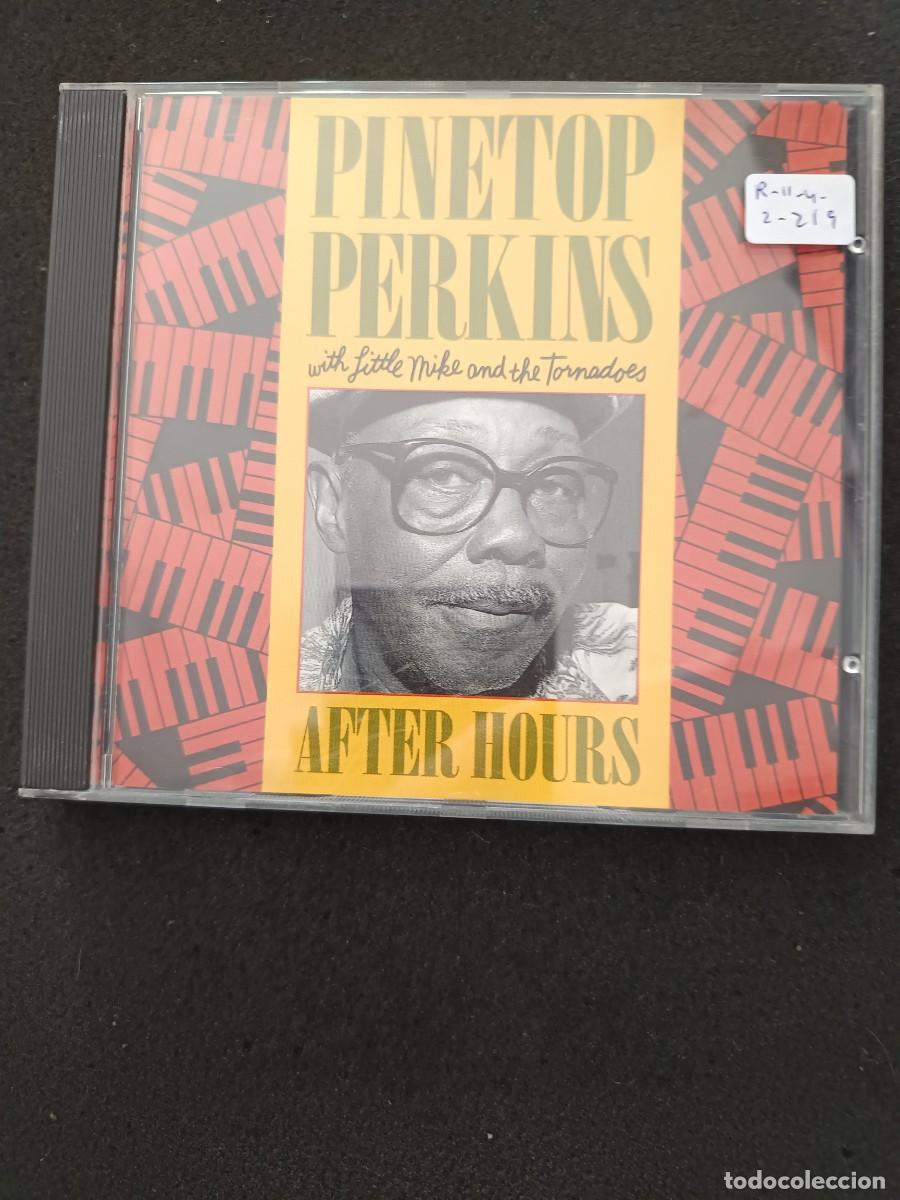 PINETOP
PERKINS
with Little Mike and the Tornadoes
AFTER HOURS
R-11-4-
2-219
todocoleccion